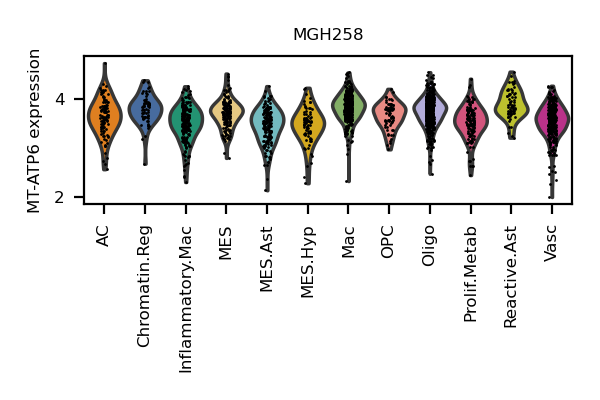 MGH258
MT-ATP6 expression
4
2
AC
Chromatin.Reg
Inflammatory.Mac
MES
MES.Ast
MES.Hyp
Mac
OPC
Oligo
Prolif.Metab
Reactive.Ast
Vasc